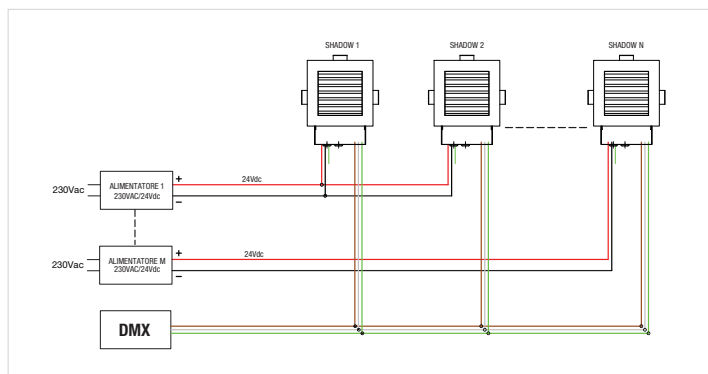 SHADOW 1
SHADOW 2
SHADOW N
230Vac
ALIMENTATORE 1
230VAC/24Vdc
+
−
24Vdc
230Vac
ALIMENTATORE M
230VAC/24Vdc
+
−
24Vdc
DMX